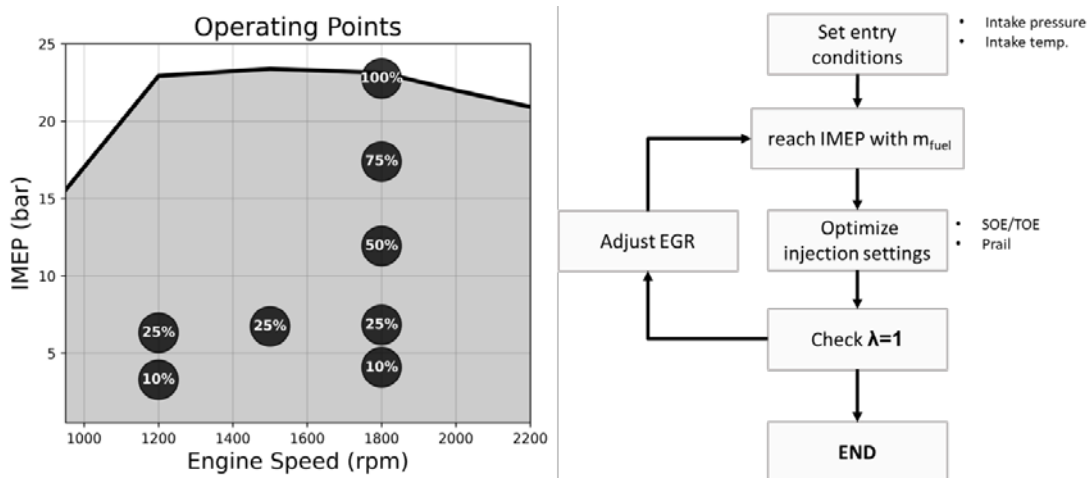 Operating Points
IMEP (bar)
25
20
15
10
5
100%
75%
50%
25%
25%
25%
10%
10%
1000
1200
1400
1600
1800
2000
2200
Engine Speed (rpm)
Set entry
conditions
• Intake pressure
• Intake temp.
reach IMEP with mfuel
Adjust EGR
Optimize
injection settings
• SOE/TOE
• Prail
Check λ=1
END